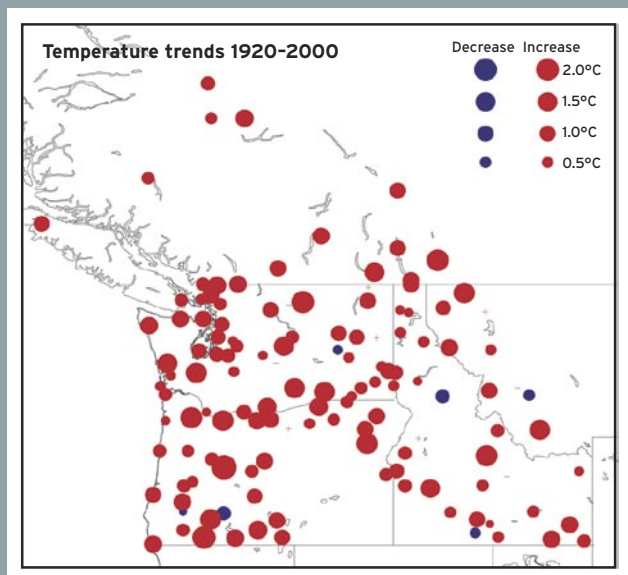 Temperature trends 1920–2000
Decrease Increase
2.0°C
1.5°C
1.0°C
0.5°C